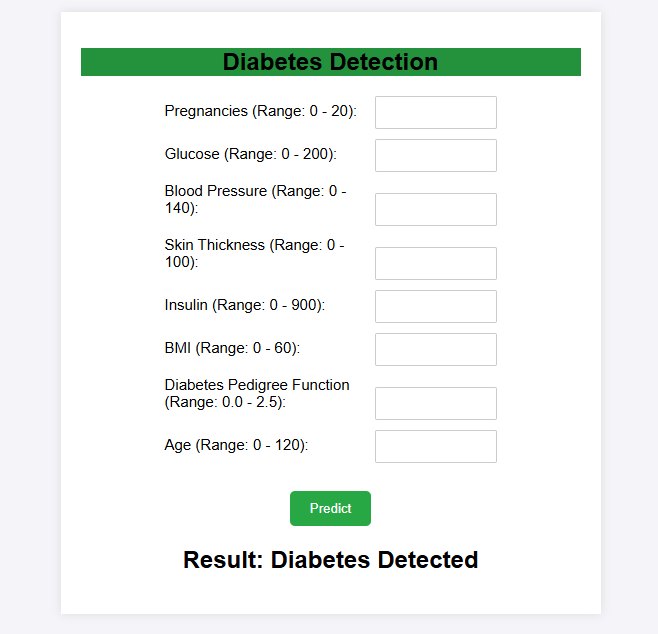 Diabetes Detection
Pregnancies (Range: 0 - 20):
Glucose (Range: 0 - 200):
Blood Pressure (Range: 0 -
140):
Skin Thickness (Range: 0 -
100):
Insulin (Range: 0 - 900):
BMI (Range: 0 - 60):
Diabetes Pedigree Function
(Range: 0.0 - 2.5):
Age (Range: 0 - 120):
Predict
Result: Diabetes Detected